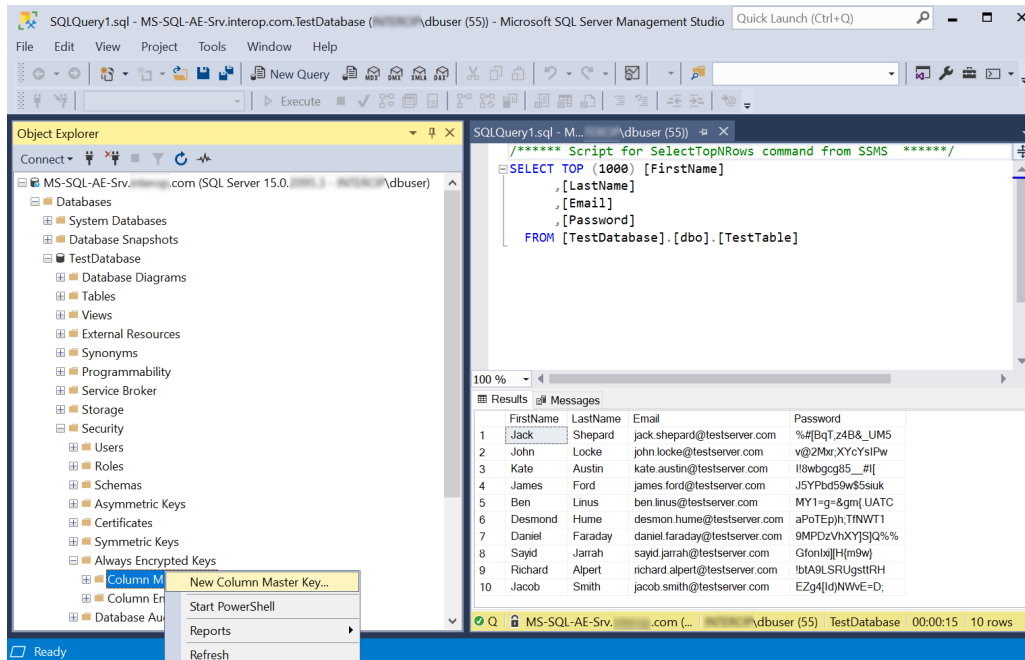 SQLQuery1.sql - MS-SQL-AE-Srv.interop.com.TestDatabase ( \dbuser (55)) - Microsoft SQL Server Management Studio
Quick Launch (Ctrl+Q)
File Edit View Project Tools Window Help
New Query MDX DMX XMLA DAX
Execute
Object Explorer
Connect
MS-SQL-AE-Srv. .com (SQL Server 15.0. \dbuser)
Databases
System Databases
Database Snapshots
TestDatabase
Database Diagrams
Tables
Views
External Resources
Synonyms
Programmability
Service Broker
Storage
Security
Users
Roles
Schemas
Asymmetric Keys
Certificates
Symmetric Keys
Always Encrypted Keys
Column M
Column En
Database Au
New Column Master Key...
Start PowerShell
Reports
Refresh
SQLQuery1.sql - M... \dbuser (55))
/****** Script for SelectTopNRows command from SSMS ******/
SELECT TOP (1000) [FirstName]
,[LastName]
,[Email]
,[Password]
FROM [TestDatabase].[dbo].[TestTable]
100 %
Results Messages
FirstName LastName Email Password
1 Jack Shepard jack.shepard@testserver.com %#[BqT,z4B&_UM5
2 John Locke john.locke@testserver.com v@2Mxr;XYcYsIPw
3 Kate Austin kate.austin@testserver.com I!8wbgcg85__#I[
4 James Ford james.ford@testserver.com J5YPbd59w$5siuk
5 Ben Linus ben.linus@testserver.com MY1=g=&gm{.UATC
6 Desmond Hume desmon.hume@testserver.com aPoTEp)h;TfNWT1
7 Daniel Faraday daniel.faraday@testserver.com 9MPDzVhXY]S]Q%%
8 Sayid Jarrah sayid.jarrah@testserver.com GfonIxi][H{m9w}
9 Richard Alpert richard.alpert@testserver.com !btA9LSRUgsttRH
10 Jacob Smith jacob.smith@testserver.com EZg4[Id)NWvE=D;
Q MS-SQL-AE-Srv. .com (... \dbuser (55) TestDatabase 00:00:15 10 rows
Ready